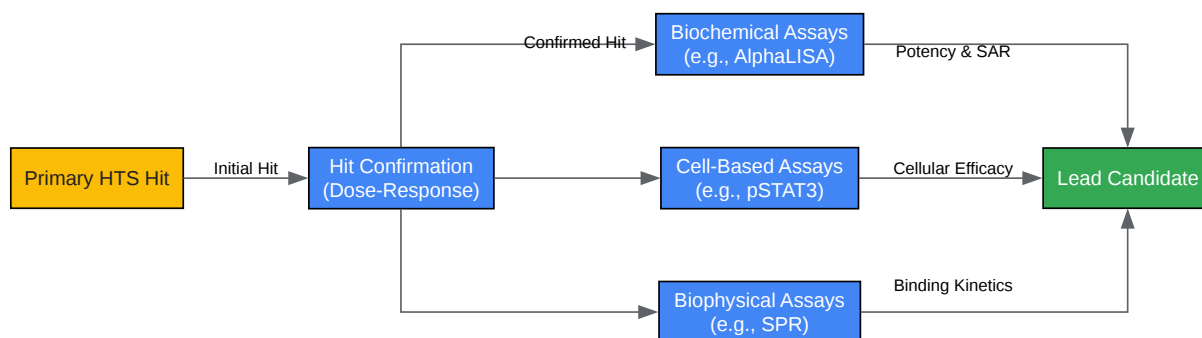 Primary HTS Hit
Initial Hit
Hit Confirmation
(Dose-Response)
Confirmed Hit
Biochemical Assays
(e.g., AlphaLISA)
Potency & SAR
Cell-Based Assays
(e.g., pSTAT3)
Cellular Efficacy
Lead Candidate
Biophysical Assays
(e.g., SPR)
Binding Kinetics